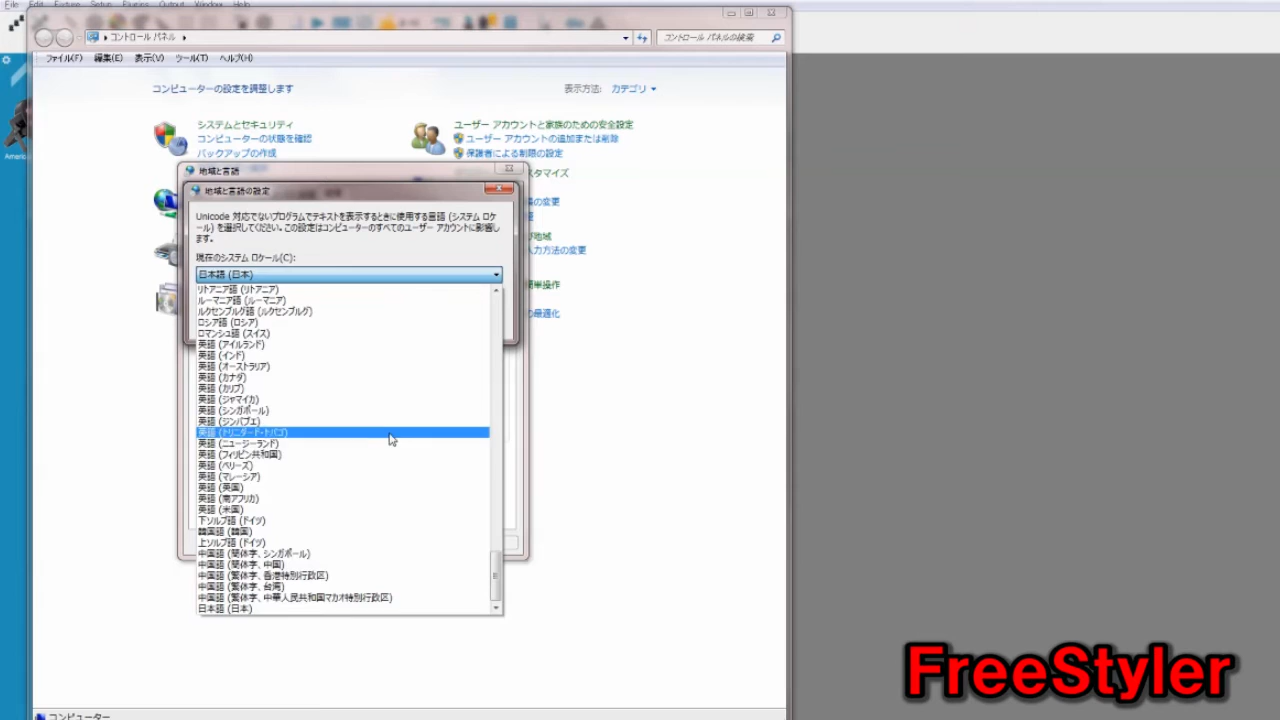 File Edit Fixture Setup Plugins Output Window Help
コントロール パネル
コントロール パネルの検索
ファイル(F) 編集(E) 表示(V) ツール(T) ヘルプ(H)
コンピューターの設定を調整します
表示方法: カテゴリ
システムとセキュリティ
コンピューターの状態を確認
バックアップの作成
ユーザー アカウントと家族のための安全設定
ユーザー アカウントの追加または削除
保護者による制限の設定
スタマイズ
の変更
地域
入力方法の変更
簡単操作
の最適化
地域と言語
地域と言語の設定
Unicode 対応でないプログラムでテキストを表示するときに使用する言語 (システム ロケ
ール) を選択してください。この設定はコンピューターのすべてのユーザー アカウントに影響し
ます。
現在のシステム ロケール(C):
日本語 (日本)
リトアニア語 (リトアニア)
ルーマニア語 (ルーマニア)
ルクセンブルグ語 (ルクセンブルグ)
ロシア語 (ロシア)
ロマンシュ語 (スイス)
英語 (アイルランド)
英語 (インド)
英語 (オーストラリア)
英語 (カナダ)
英語 (カリブ)
英語 (ジャマイカ)
英語 (シンガポール)
英語 (ジンバブエ)
英語 (トリニダード・トバゴ)
英語 (ニュージーランド)
英語 (フィリピン共和国)
英語 (ベリーズ)
英語 (マレーシア)
英語 (英国)
英語 (南アフリカ)
英語 (米国)
下ソルブ語 (ドイツ)
韓国語 (韓国)
上ソルブ語 (ドイツ)
中国語 (簡体字、シンガポール)
中国語 (簡体字、中国)
中国語 (繁体字、香港特別行政区)
中国語 (繁体字、台湾)
中国語 (繁体字、中華人民共和国マカオ特別行政区)
日本語 (日本)
コンピューター
FreeStyler